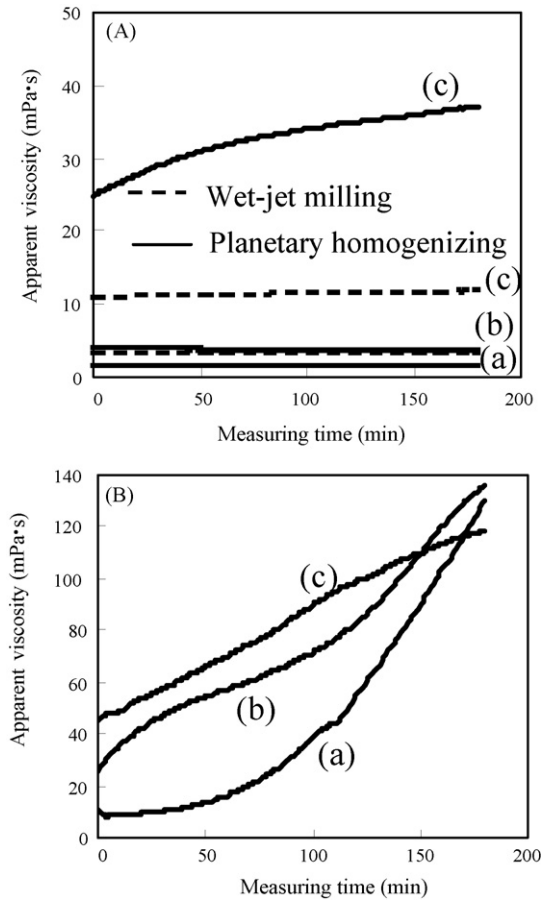 50
(A)
(c)
40
Apparent viscosity (mPa•s)
30
Wet-jet milling
20
Planetary homogenizing
(c)
10
(b)
(a)
0
0 50 100 150 200
Measuring time (min)
140
(B)
120
(c)
100
Apparent viscosity (mPa•s)
80
60
(b)
40
(a)
20
0
0 50 100 150 200
Measuring time (min)